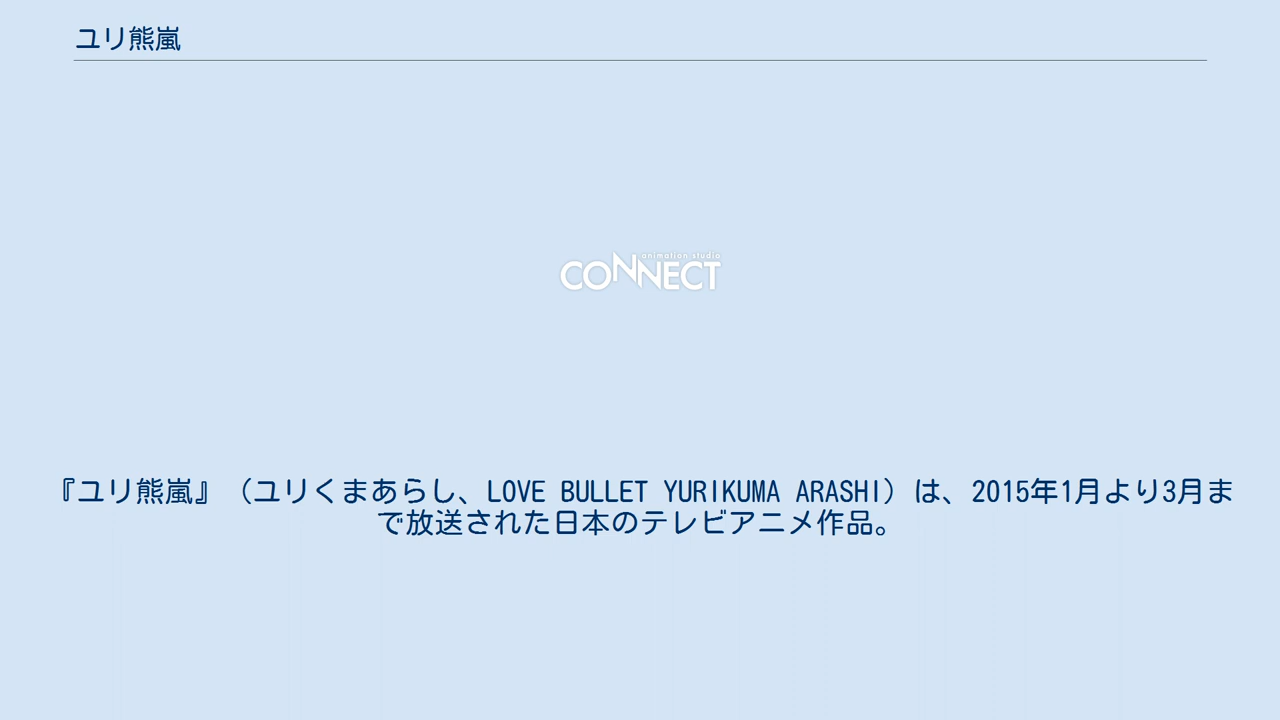 ユリ熊嵐
animation studio
CONNECT
『ユリ熊嵐』（ユリくまあらし、LOVE BULLET YURIKUMA ARASHI）は、2015年1月より3月ま
で放送された日本のテレビアニメ作品。